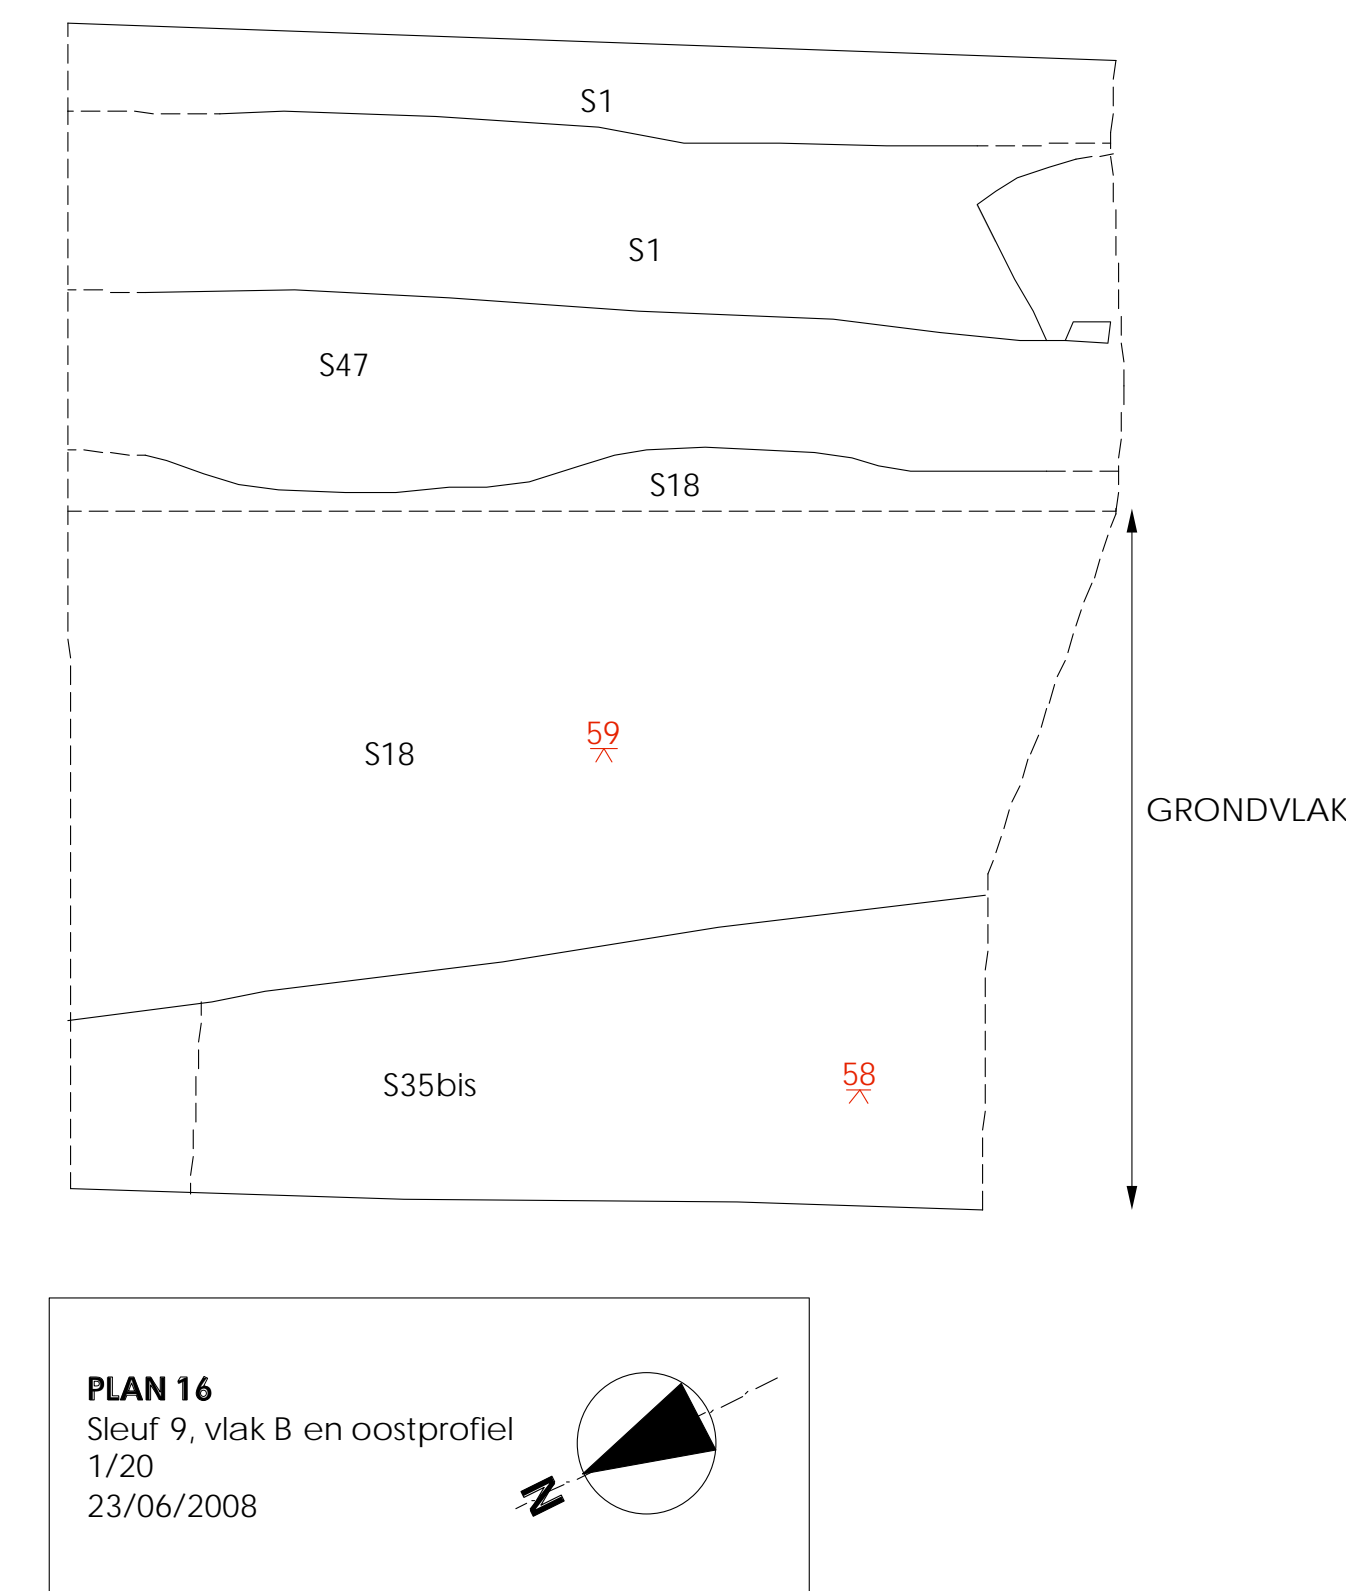 S1
S1
S47
S18
S18
59
GRONDVLAK
S35bis
58
PLAN 16
Sleuf 9, vlak B en oostprofiel
1/20
23/06/2008
N